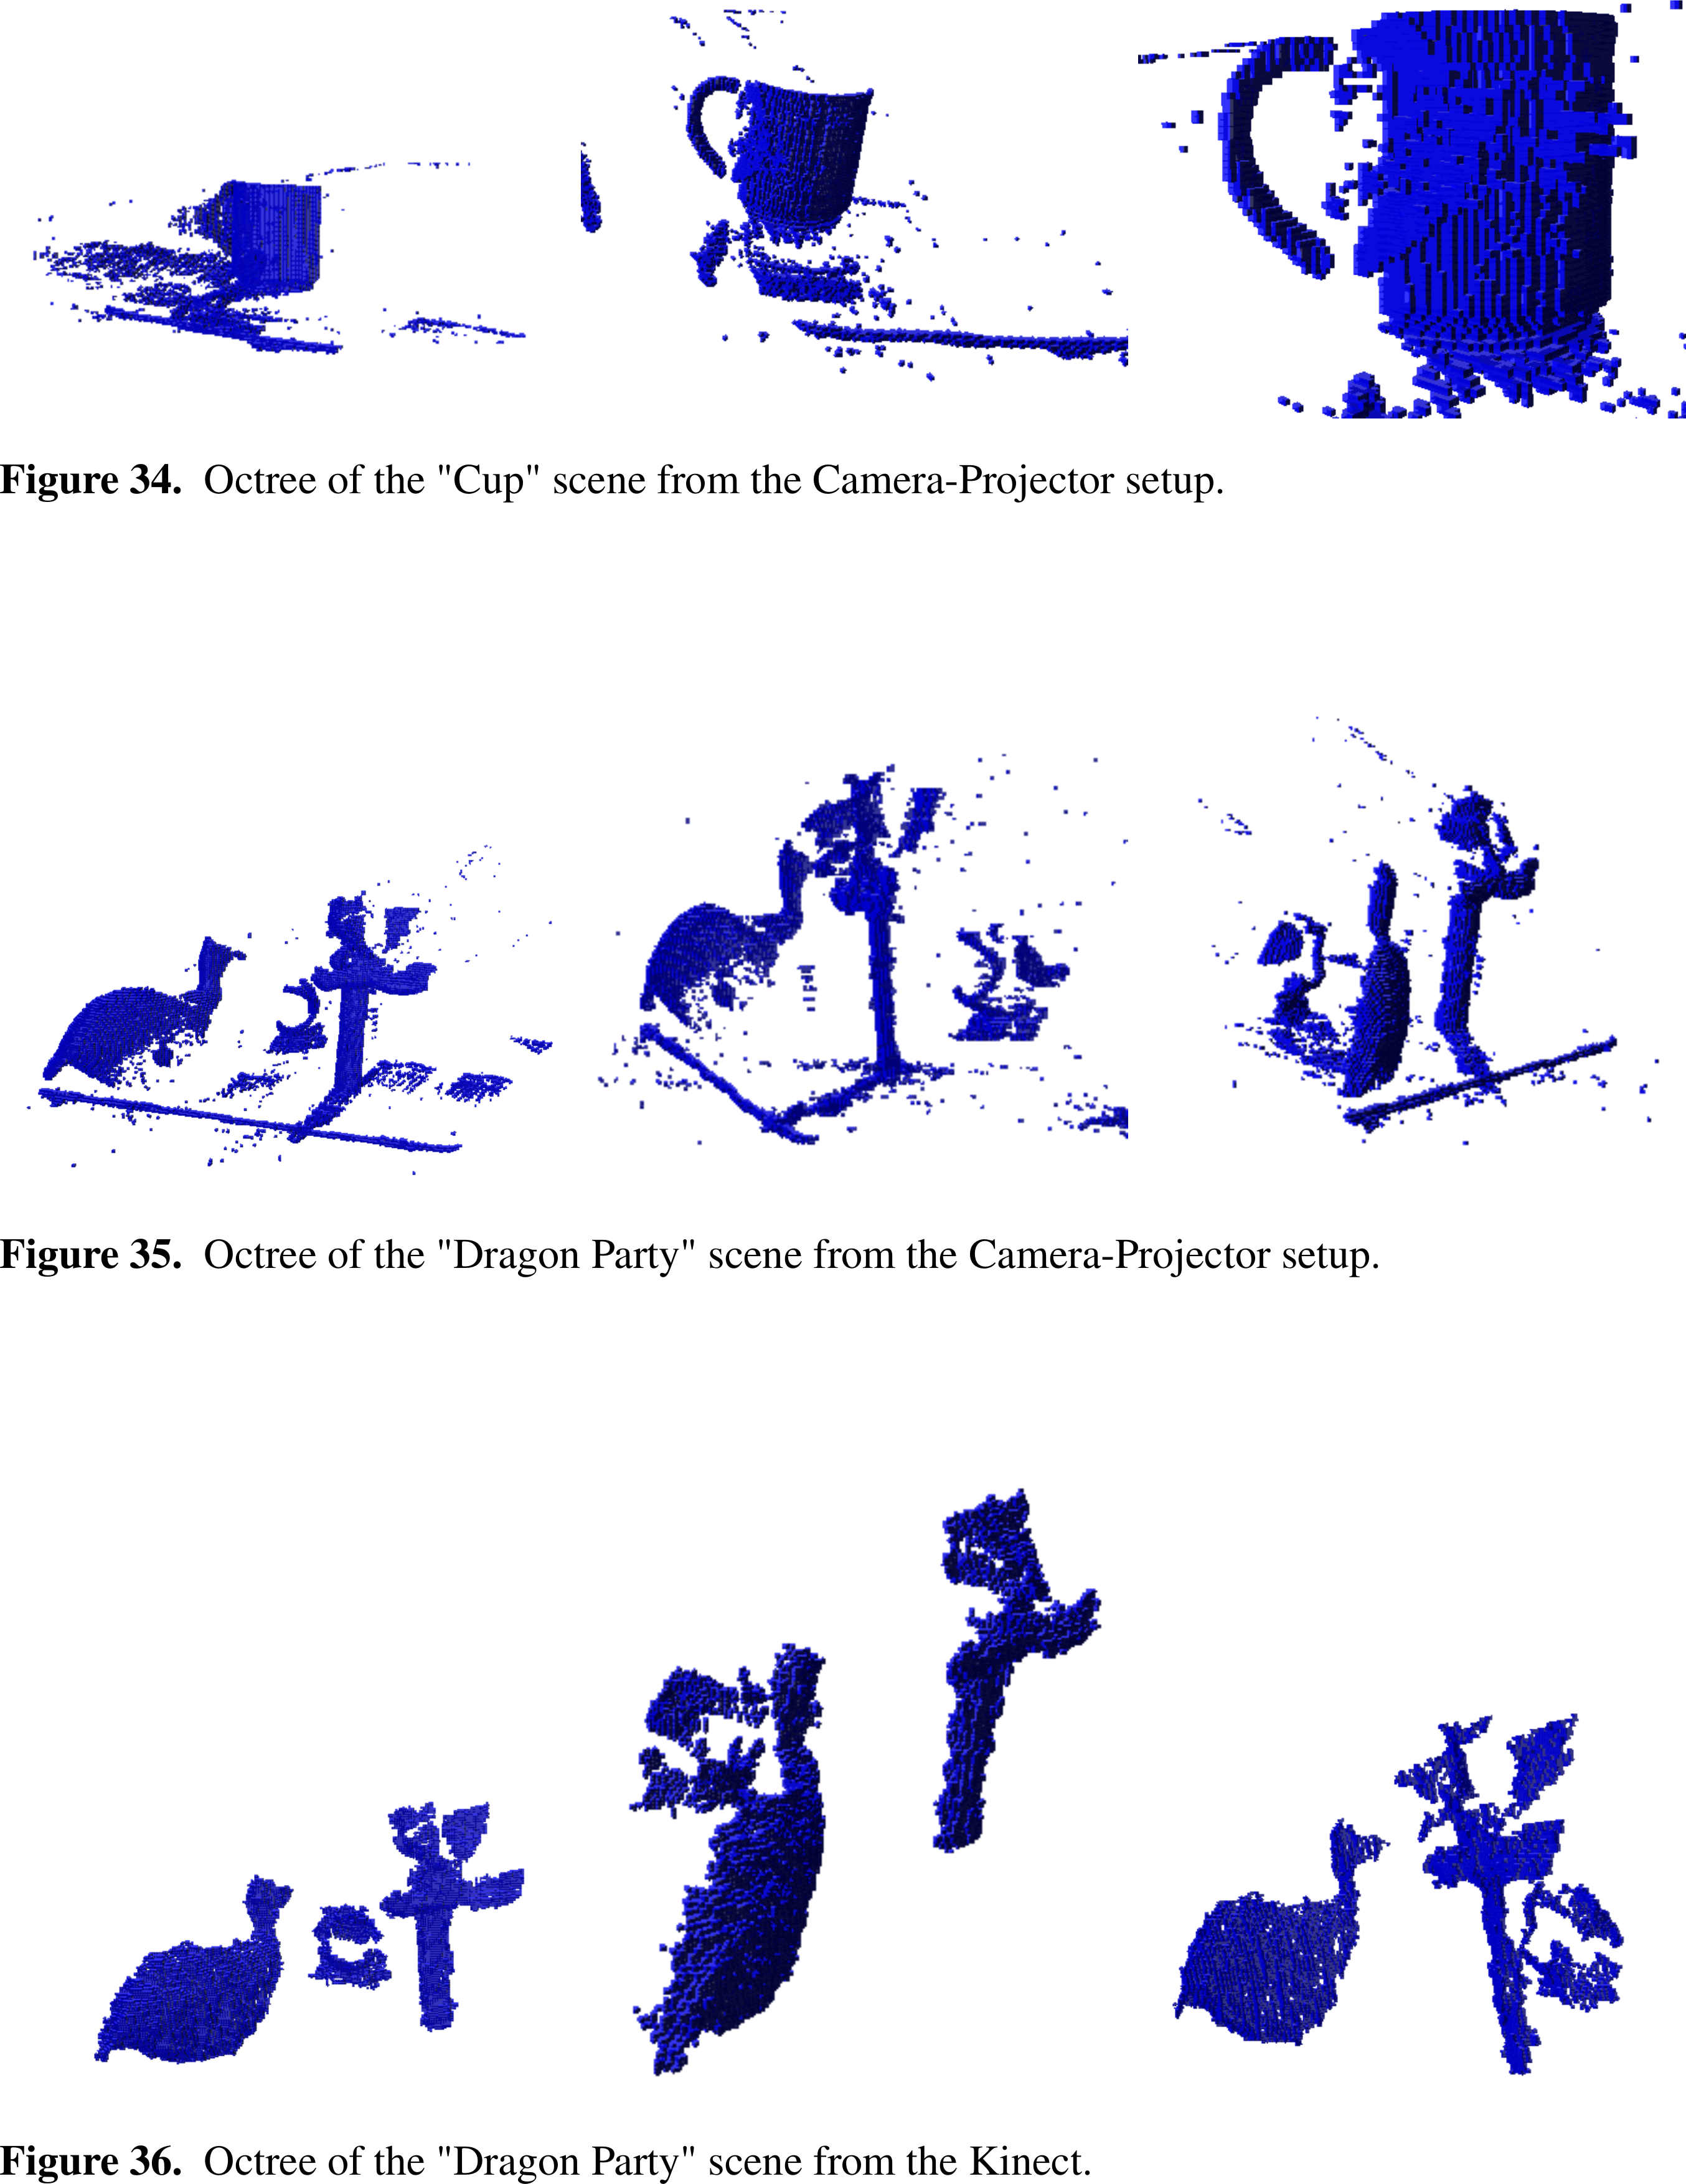 Figure 34. Octree of the "Cup" scene from the Camera-Projector setup.
Figure 35. Octree of the "Dragon Party" scene from the Camera-Projector setup.
Figure 36. Octree of the "Dragon Party" scene from the Kinect.